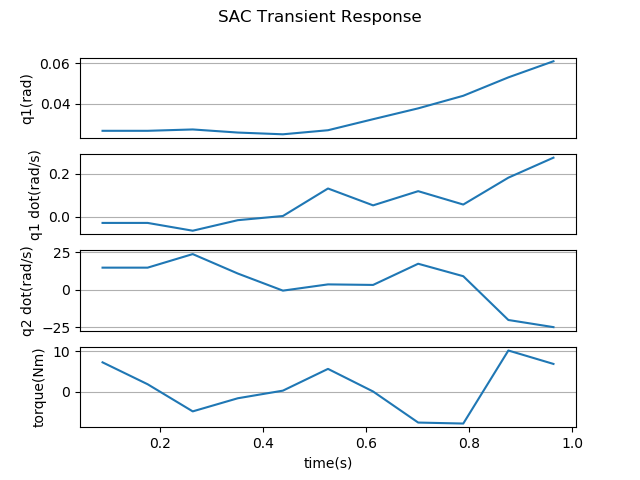 SAC Transient Response
q1(rad)
0.06
0.04
q1 dot(rad/s)
0.2
0.0
q2 dot(rad/s)
25
0
−25
torque(Nm)
10
0
0.2 0.4 0.6 0.8 1.0
time(s)